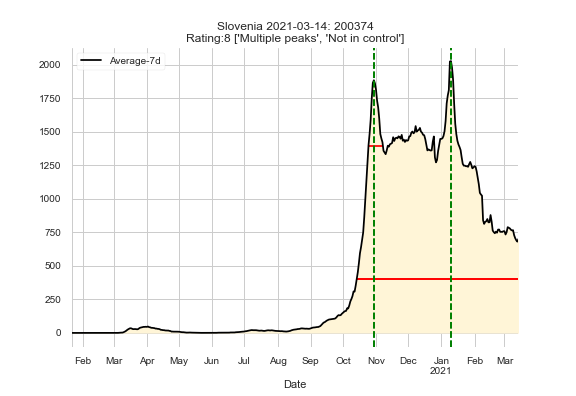 Slovenia 2021-03-14: 200374
Rating:8 ['Multiple peaks', 'Not in control']
Average-7d
2000
1750
1500
1250
1000
750
500
250
0
Feb Mar Apr May Jun Jul Aug Sep Oct Nov Dec Jan Feb Mar
2021
Date